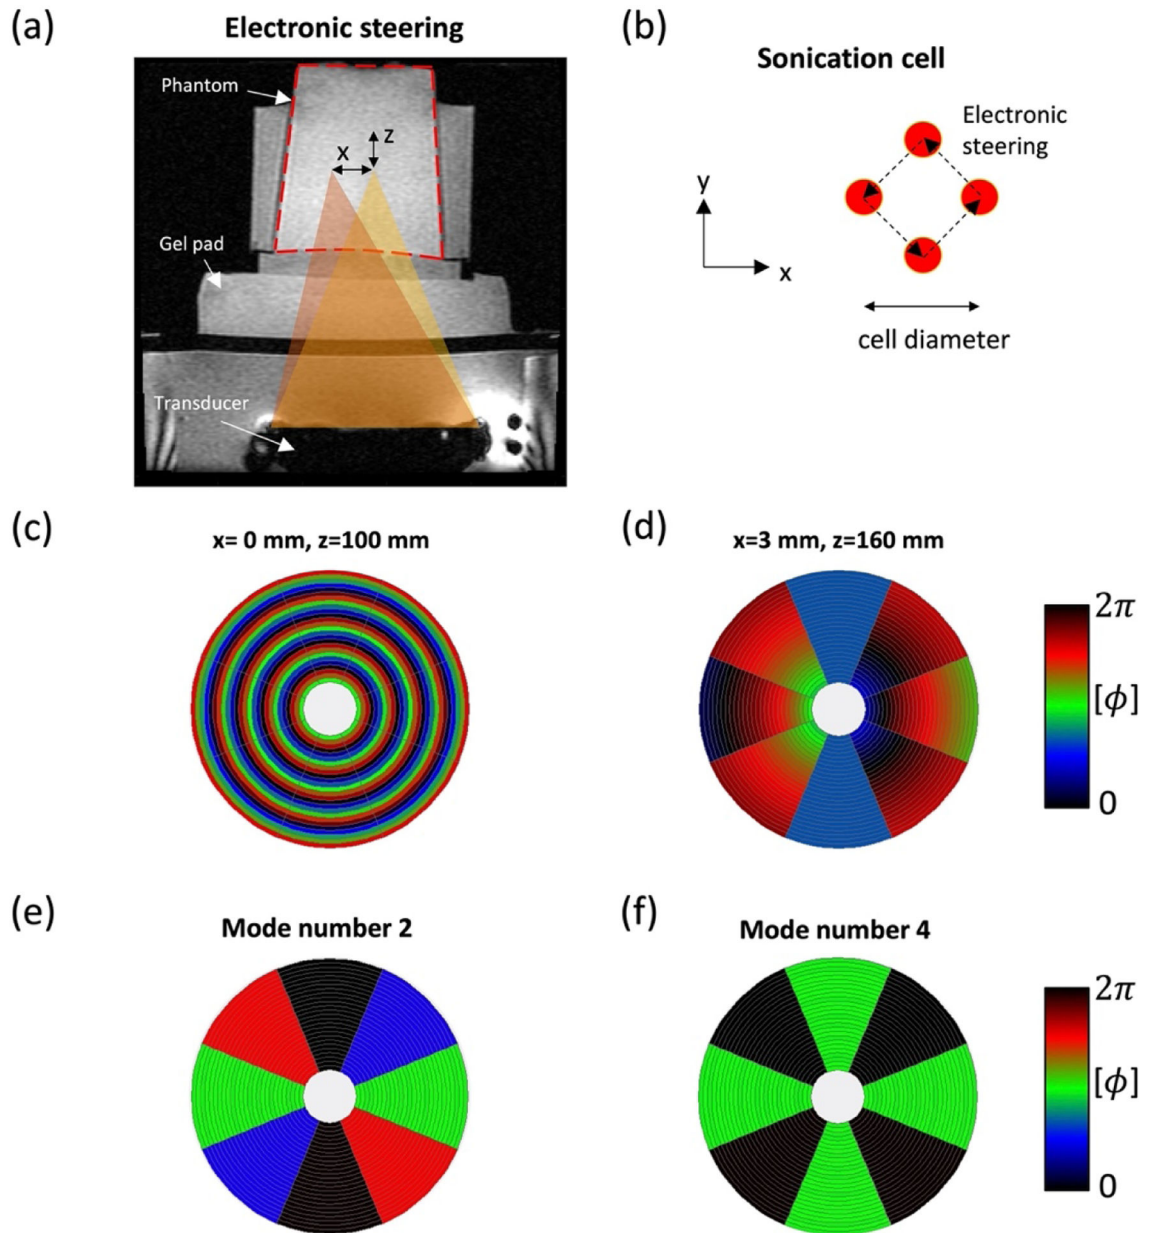 (a)
Electronic steering
Phantom
z
x
Gel pad
Transducer
(b)
Sonication cell
Electronic
steering
y
x
cell diameter
(c)
x= 0 mm, z=100 mm
(d)
x=3 mm, z=160 mm
2π
[ϕ]
0
(e)
Mode number 2
(f)
Mode number 4
2π
[ϕ]
0